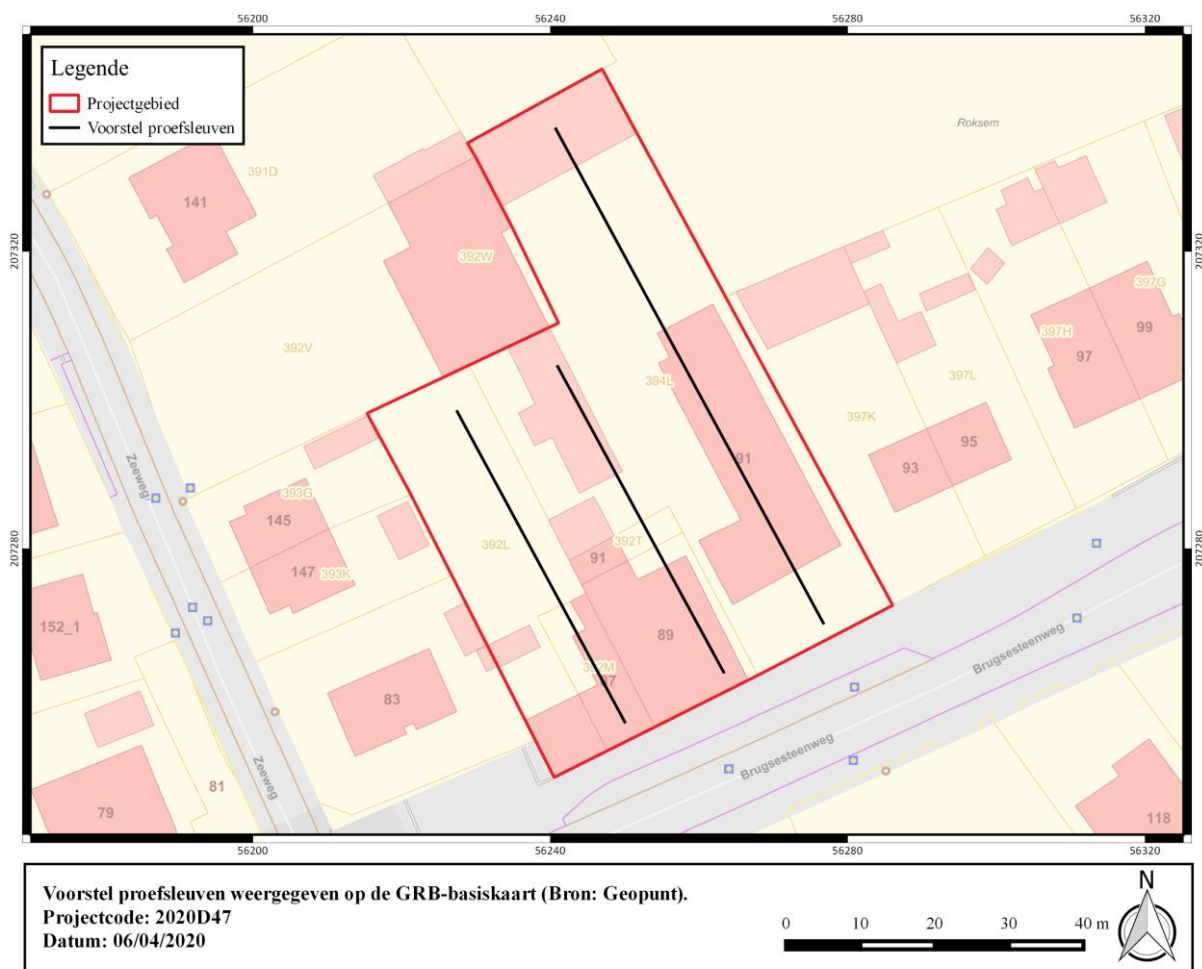 56200
56240
56280
56320
Legende
Projectgebied
Voorstel proefsleuven
Roksem
391D
141
207320
207320
392W
397G
99
397H
97
392V
394L
397L
397K
95
93
91
Zeeweg
393G
145
147
393K
392L
392T
91
207280
207280
152_1
89
392M
87
83
Brugsesteenweg
Brugsesteenweg
Zeeweg
81
79
118
56200
56240
56280
56320
Voorstel proefsleuven weergegeven op de GRB-basiskaart (Bron: Geopunt).
Projectcode: 2020D47
Datum: 06/04/2020
0 10 20 30 40 m
N